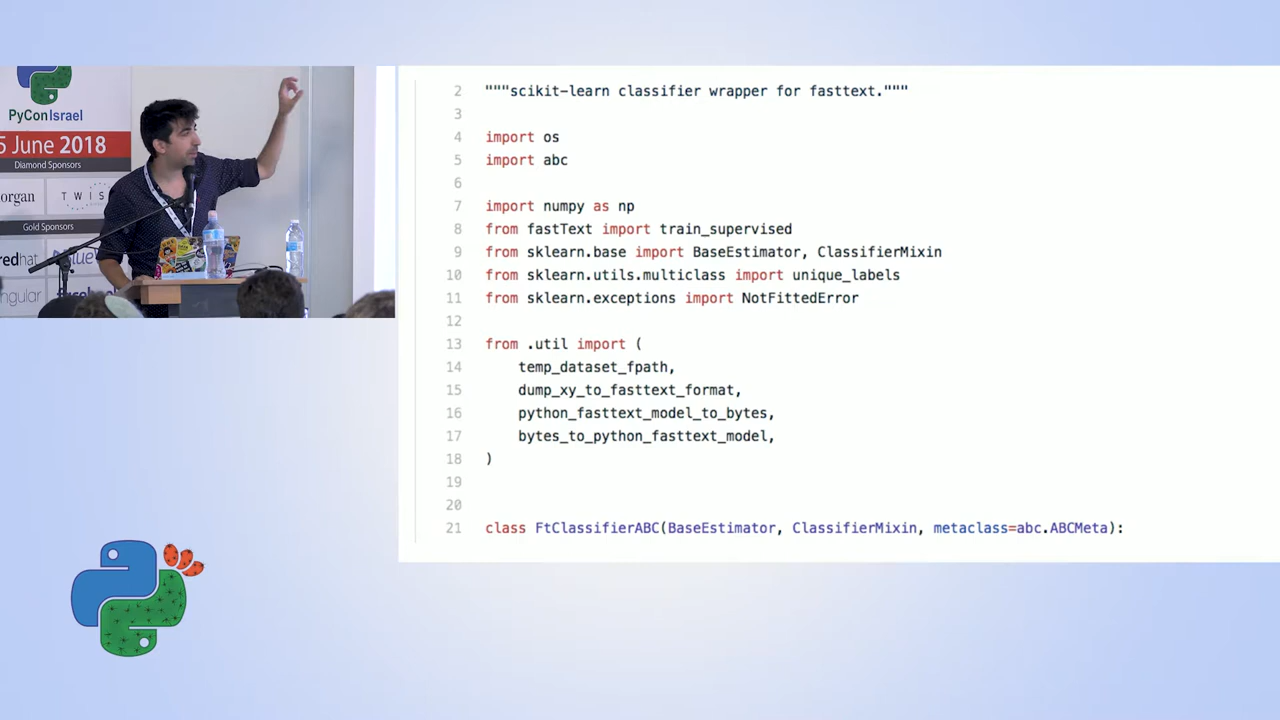 PyConIsrael
5 June 2018
Diamond Sponsors
organ
TWIS
Gold Sponsors
redhat
ngular
2 """scikit-learn classifier wrapper for fasttext."""
3
4 import os
5 import abc
6
7 import numpy as np
8 from fastText import train_supervised
9 from sklearn.base import BaseEstimator, ClassifierMixin
10 from sklearn.utils.multiclass import unique_labels
11 from sklearn.exceptions import NotFittedError
12
13 from .util import (
14     temp_dataset_fpath,
15     dump_xy_to_fasttext_format,
16     python_fasttext_model_to_bytes,
17     bytes_to_python_fasttext_model,
18 )
19
20
21 class FtClassifierABC(BaseEstimator, ClassifierMixin, metaclass=abc.ABCMeta):